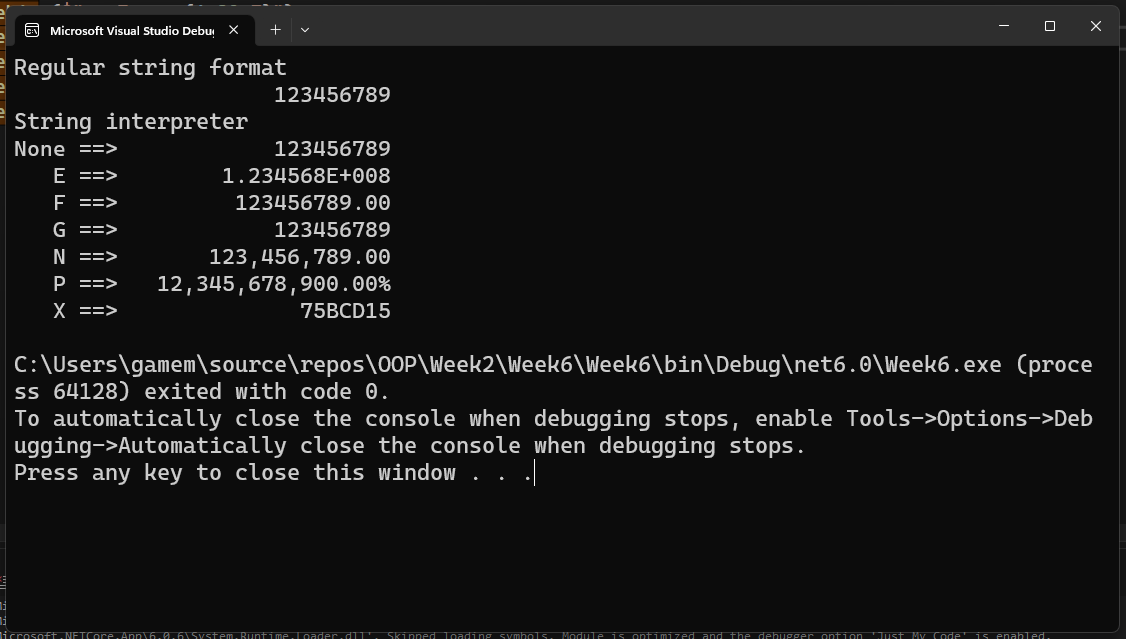 Microsoft Visual Studio Debu
Regular string format
                    123456789
String interpreter
None ==>            123456789
   E ==>        1.234568E+008
   F ==>         123456789.00
   G ==>            123456789
   N ==>       123,456,789.00
   P ==>   12,345,678,900.00%
   X ==>              75BCD15
C:\Users\gamem\source\repos\OOP\Week2\Week6\Week6\bin\Debug\net6.0\Week6.exe (proce
ss 64128) exited with code 0.
To automatically close the console when debugging stops, enable Tools->Options->Deb
ugging->Automatically close the console when debugging stops.
Press any key to close this window . . .
icrosoft.NETCore.App\6.0.6\System.Runtime.Loader.dll'. Skipped loading symbols. Module is optimized and the debugger option 'Just My Code' is enabled.